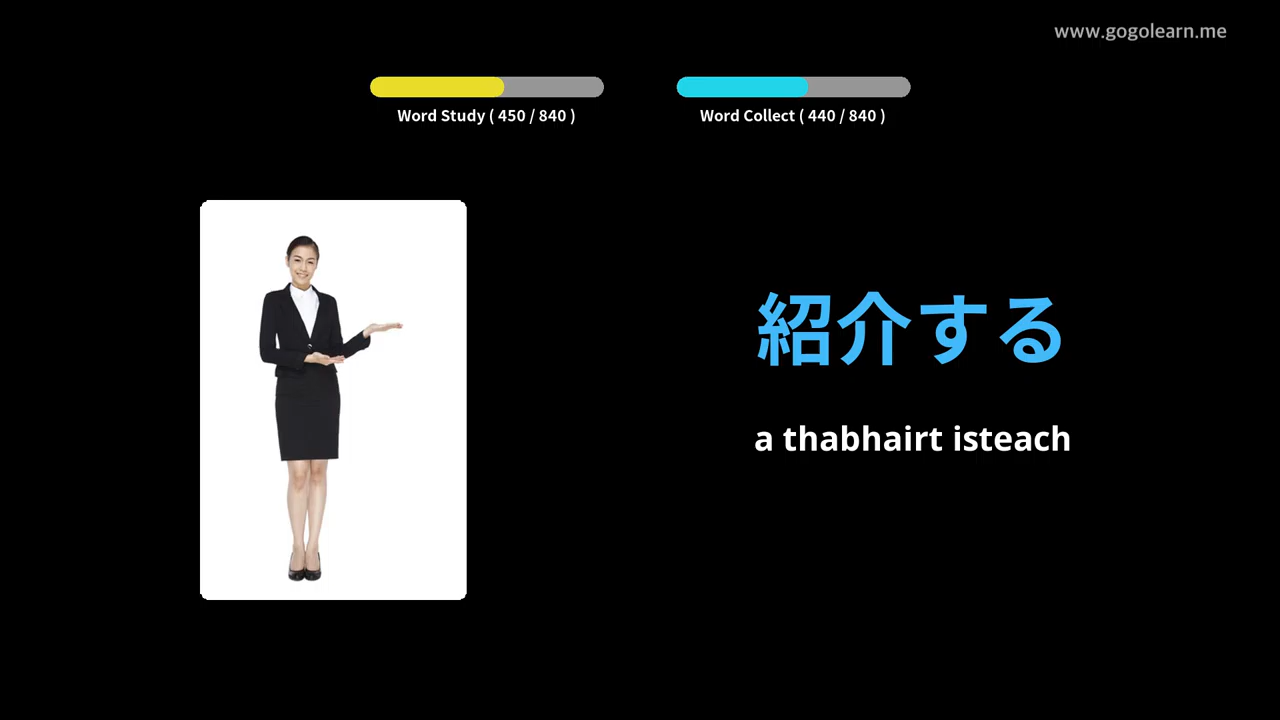 www.gogolearn.me
Word Study ( 450 / 840 )
Word Collect ( 440 / 840 )
紹介する
a thabhairt isteach